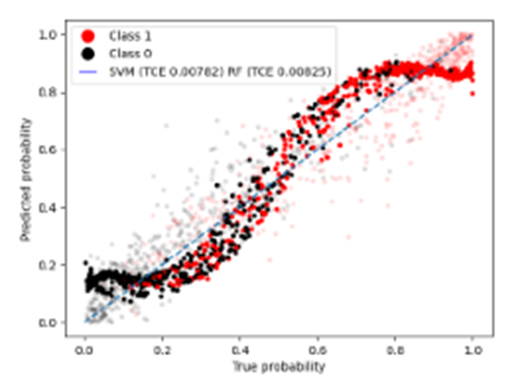 Class 1
Class 0
SVM (TCE 0.00782) RF (TCE 0.00825)
Predicted probability
1.0
0.8
0.6
0.4
0.2
0.0
0.0 0.2 0.4 0.6 0.8 1.0
True probability